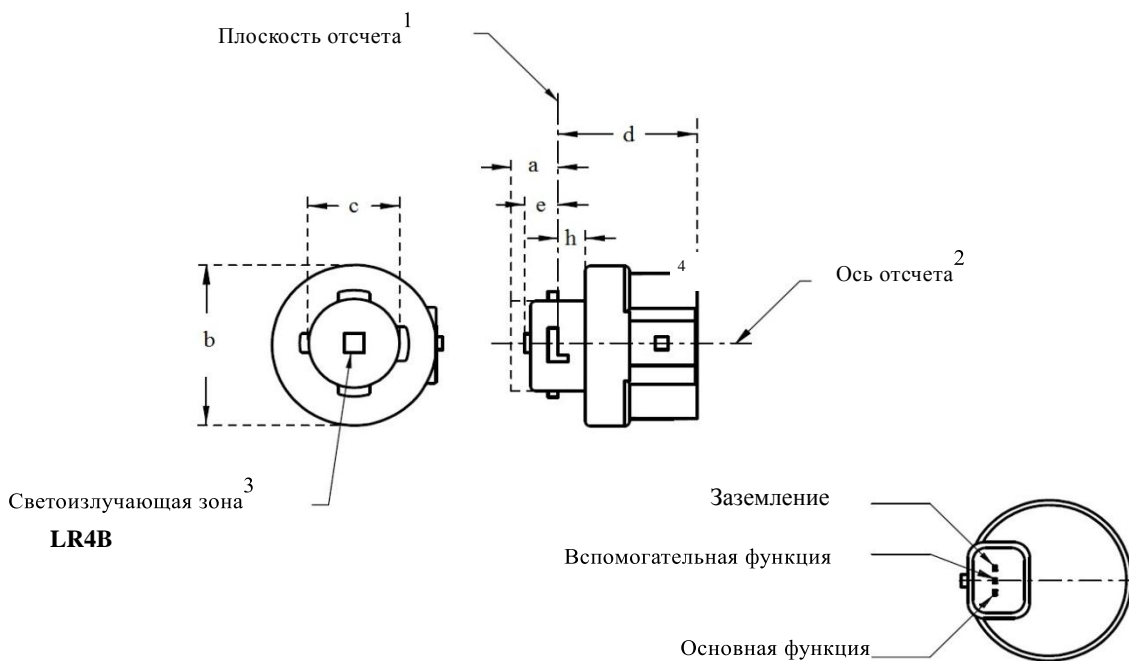 Плоскость отсчета1
d
a
c
e
h
4
Ось отсчета2
b
Светоизлучающая зона3
LR4B
Заземление
Вспомогательная функция
Основная функция